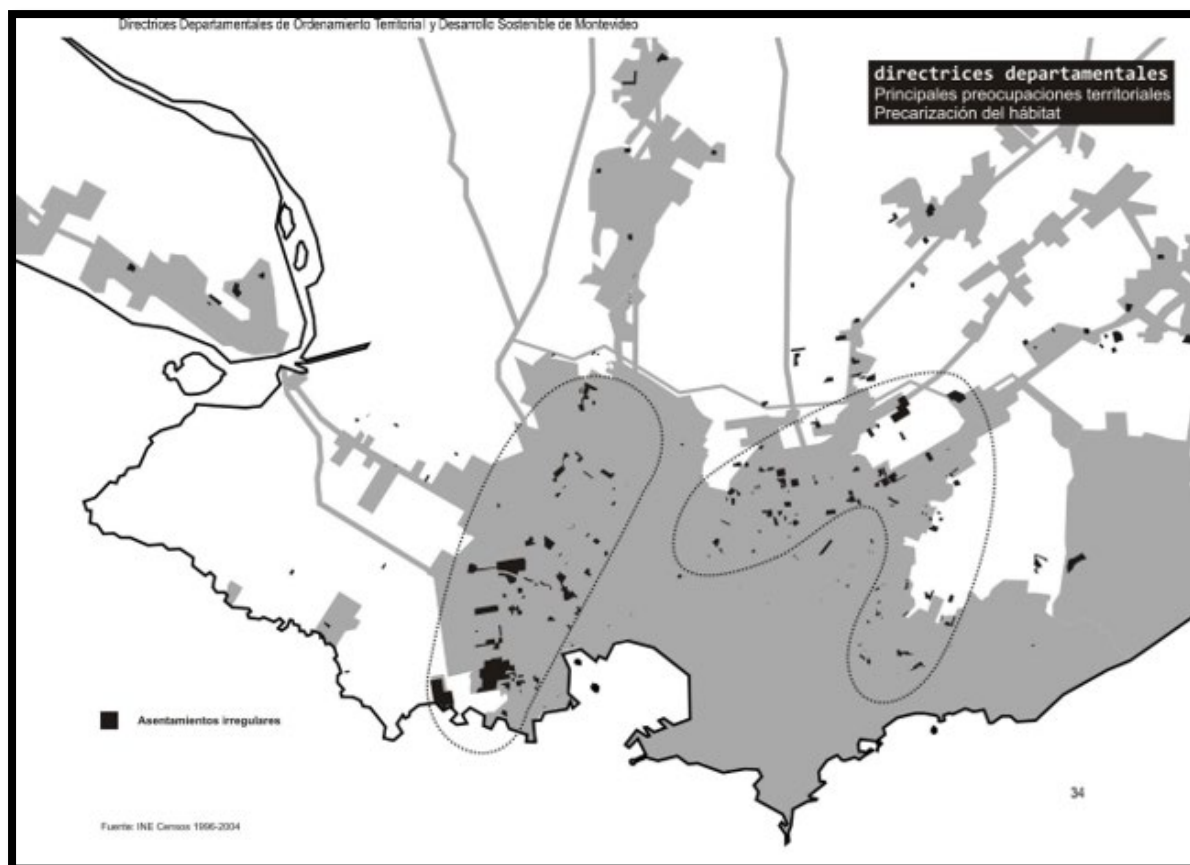 Directrices Departamentales de Ordenamiento Territorial y Desarrollo Sostenible de Montevideo
directrices departamentales
Principales preocupaciones territoriales
Precarización del hábitat
Asentamientos irregulares
34
Fuente: INE Censos 1996-2004